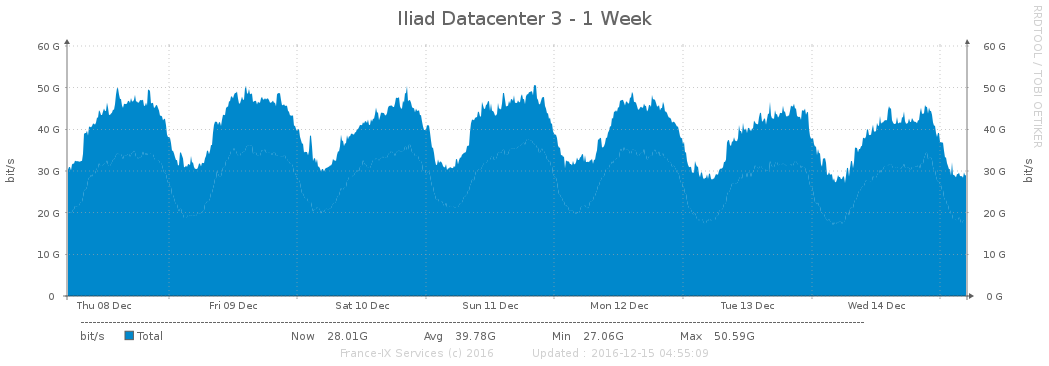 Iliad Datacenter 3 - 1 Week
RRDTOOL / TOBI OETIKER
60 G 60 G
50 G 50 G
40 G 40 G
30 G 30 G
20 G 20 G
10 G 10 G
0 0 G
bit/s
bit/s
Thu 08 Dec Fri 09 Dec Sat 10 Dec Sun 11 Dec Mon 12 Dec Tue 13 Dec Wed 14 Dec
bit/s Total Now 28.01G Avg 39.78G Min 27.06G Max 50.59G
France-IX Services (c) 2016 Updated : 2016-12-15 04:55:09